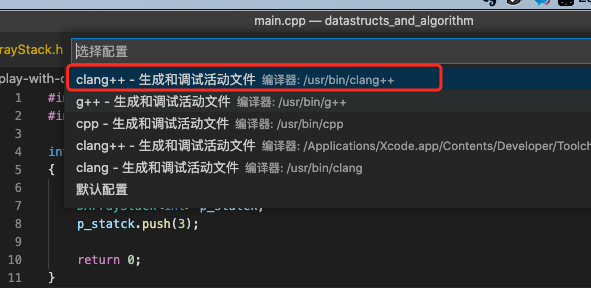 main.cpp — datastructs_and_algorithm
rayStack.h
选择配置
play-with-c
clang++ - 生成和调试活动文件 编译器: /usr/bin/clang++
g++ - 生成和调试活动文件 编译器: /usr/bin/g++
cpp - 生成和调试活动文件 编译器: /usr/bin/cpp
clang++ - 生成和调试活动文件 编译器: /Applications/Xcode.app/Contents/Developer/Toolch
clang - 生成和调试活动文件 编译器: /usr/bin/clang
默认配置
1 #in
2 #in
3
4 int
5 {
6
7 p_statck;
8 p_statck.push(3);
9
10 return 0;
11 }